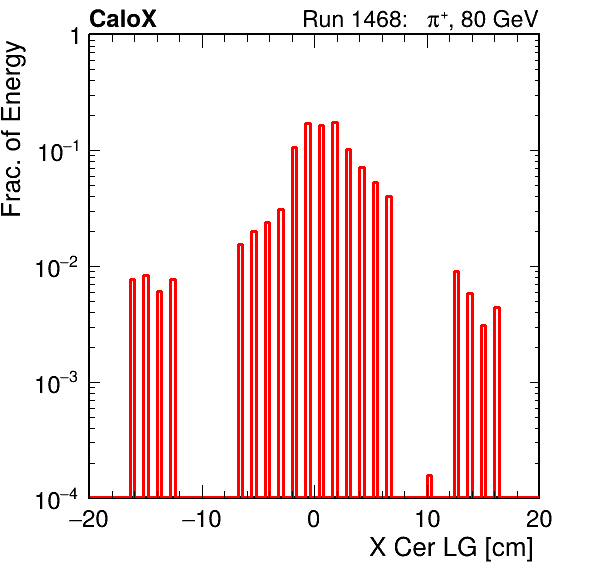 CaloX Run 1468: π⁺, 80 GeV
Frac. of Energy
1
10⁻¹
10⁻²
10⁻³
10⁻⁴
−20 −10 0 10 20
X Cer LG [cm]